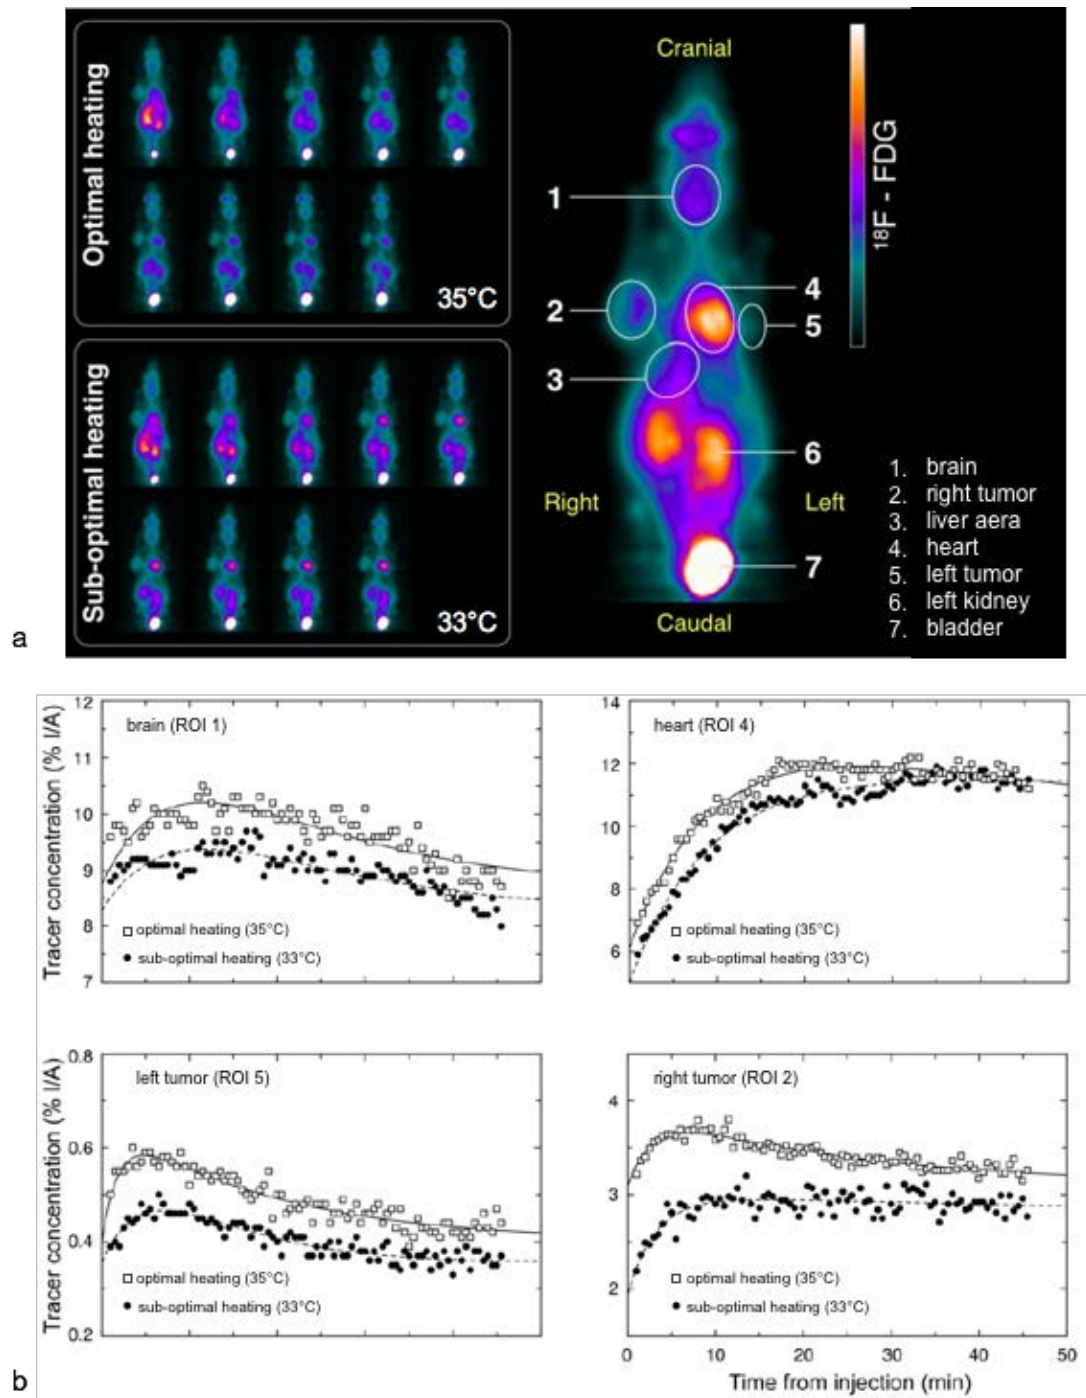 Optimal heating
35°C
Sub-optimal heating
33°C
a
Cranial
1
2
3
4
5
6
7
Right
Left
Caudal
¹⁸F - FDG
1. brain
2. right tumor
3. liver aera
4. heart
5. left tumor
6. left kidney
7. bladder
Tracer concentration (% I/A)
12
11
10
9
8
7
brain (ROI 1)
optimal heating (35°C)
sub-optimal heating (33°C)
14
12
10
8
6
heart (ROI 4)
optimal heating (35°C)
sub-optimal heating (33°C)
Tracer concentration (% I/A)
0.8
0.6
0.4
0.2
left tumor (ROI 5)
optimal heating (35°C)
sub-optimal heating (33°C)
4
3
2
right tumor (ROI 2)
optimal heating (35°C)
sub-optimal heating (33°C)
0 10 20 30 40 50
Time from injection (min)
b